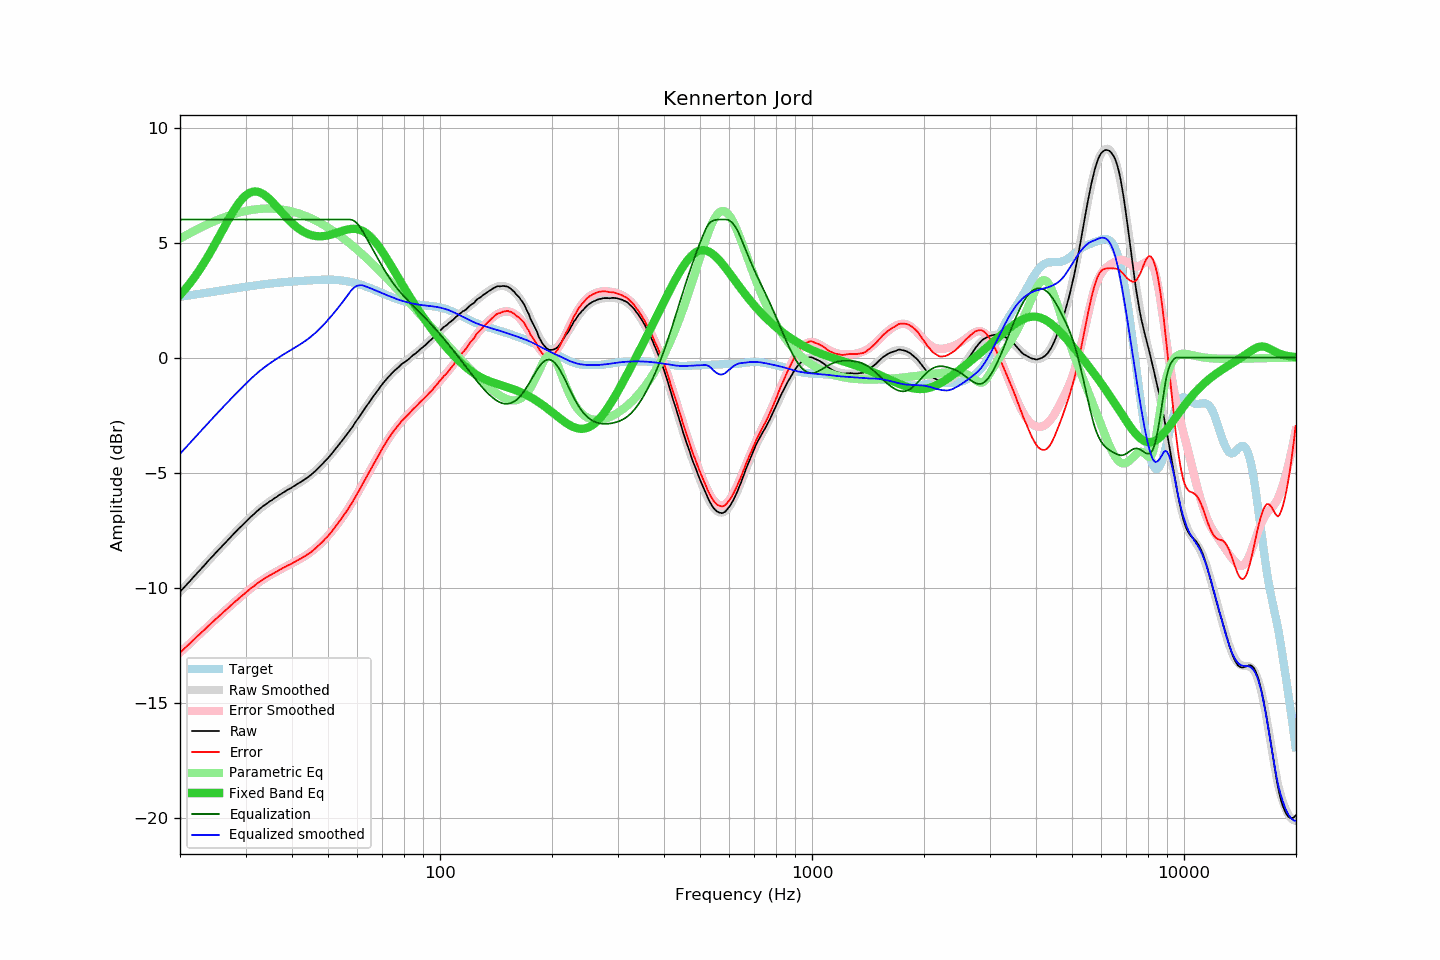 Kennerton Jord
10
5
0
−5
−10
−15
−20
Amplitude (dBr)
Target
Raw Smoothed
Error Smoothed
Raw
Error
Parametric Eq
Fixed Band Eq
Equalization
Equalized smoothed
100 1000 10000
Frequency (Hz)